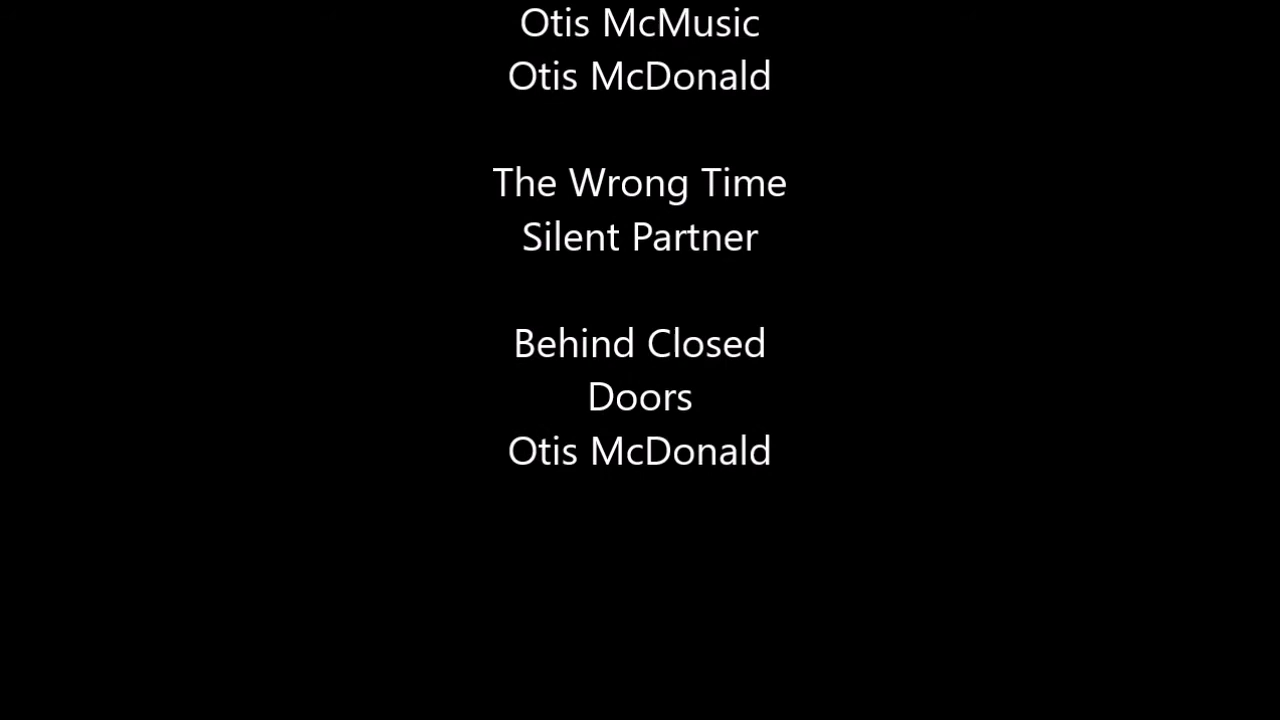 Otis McMusic
Otis McDonald
The Wrong Time
Silent Partner
Behind Closed
Doors
Otis McDonald